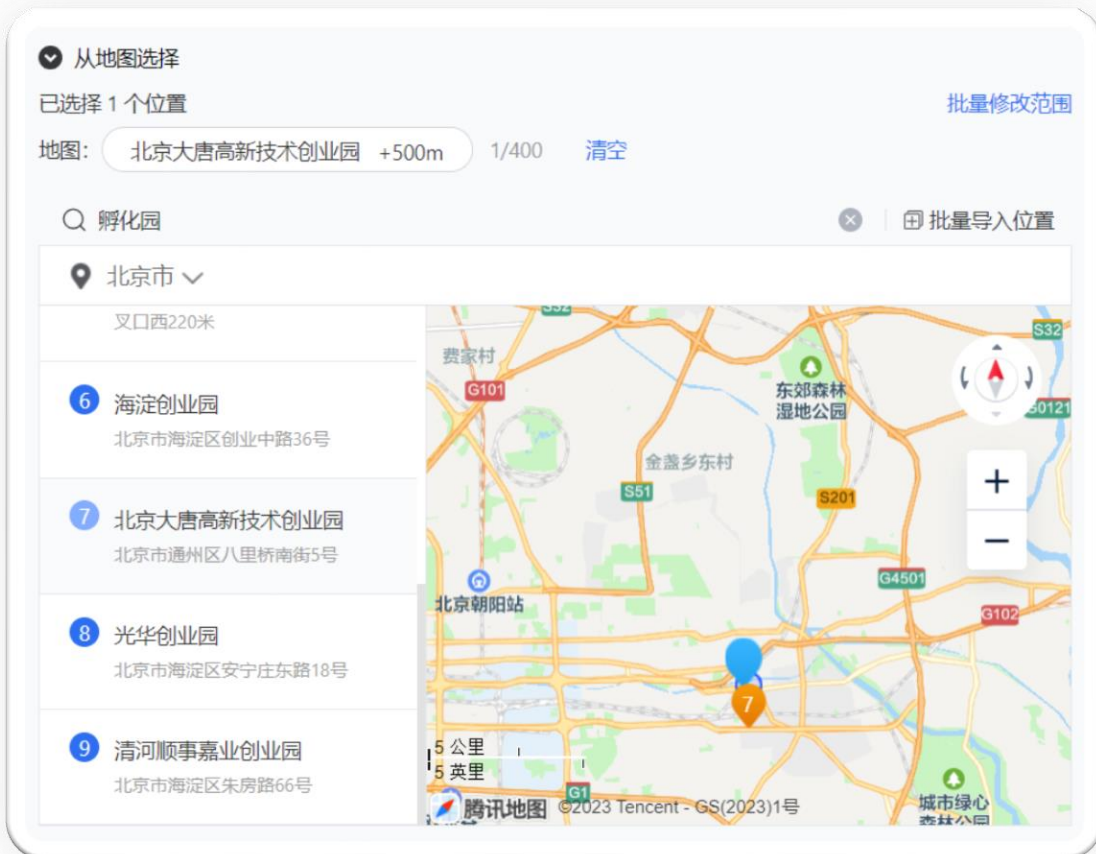 从地图选择
已选择 1 个位置 批量修改范围
地图： 北京大唐高新技术创业园 +500m 1/400 清空
孵化园 批量导入位置
北京市
叉口西220米
6 海淀创业园
北京市海淀区创业中路36号
7 北京大唐高新技术创业园
北京市通州区八里桥南街5号
8 光华创业园
北京市海淀区安宁庄东路18号
9 清河顺事嘉业创业园
北京市海淀区朱房路66号
S32
费家村
G101
东郊森林
湿地公园
S0121
金盏乡东村
S51
S201
G4501
北京朝阳站
G102
7
5 公里
5 英里
G1
城市绿心
森林公园
腾讯地图 ©2023 Tencent - GS(2023)1号